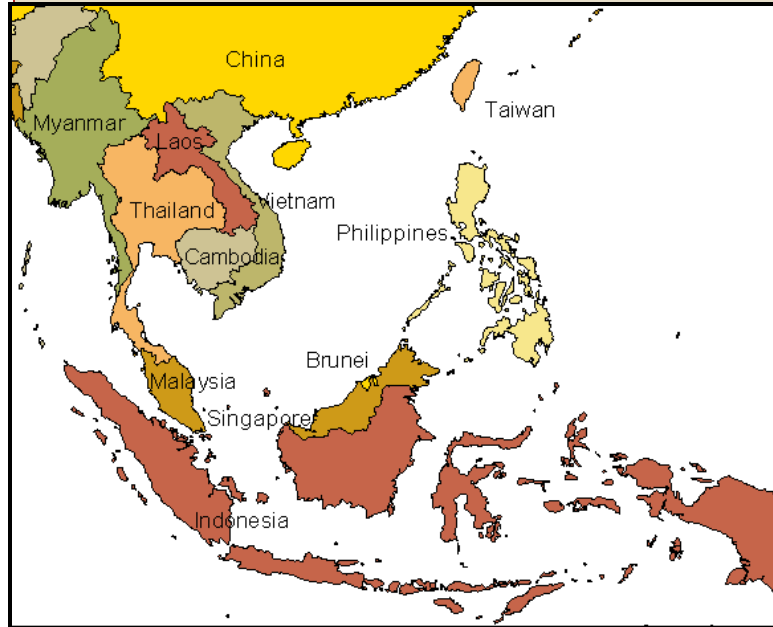 China
Taiwan
Myanmar
Laos
Vietnam
Thailand
Philippines
Cambodia
Brunei
Malaysia
Singapore
Indonesia